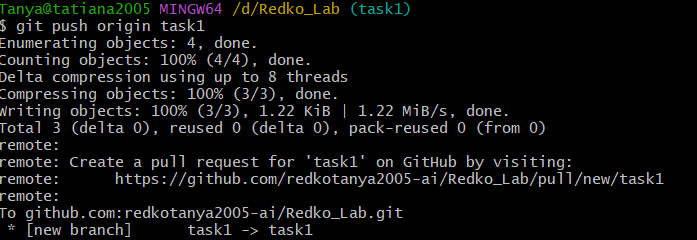 Tanya@tatiana2005 MINGW64 /d/Redko_Lab (task1)
$ git push origin task1
Enumerating objects: 4, done.
Counting objects: 100% (4/4), done.
Delta compression using up to 8 threads
Compressing objects: 100% (3/3), done.
Writing objects: 100% (3/3), 1.22 KiB | 1.22 MiB/s, done.
Total 3 (delta 0), reused 0 (delta 0), pack-reused 0 (from 0)
remote:
remote: Create a pull request for 'task1' on GitHub by visiting:
remote:      https://github.com/redkotanya2005-ai/Redko_Lab/pull/new/task1
remote:
To github.com:redkotanya2005-ai/Redko_Lab.git
 * [new branch]      task1 -> task1